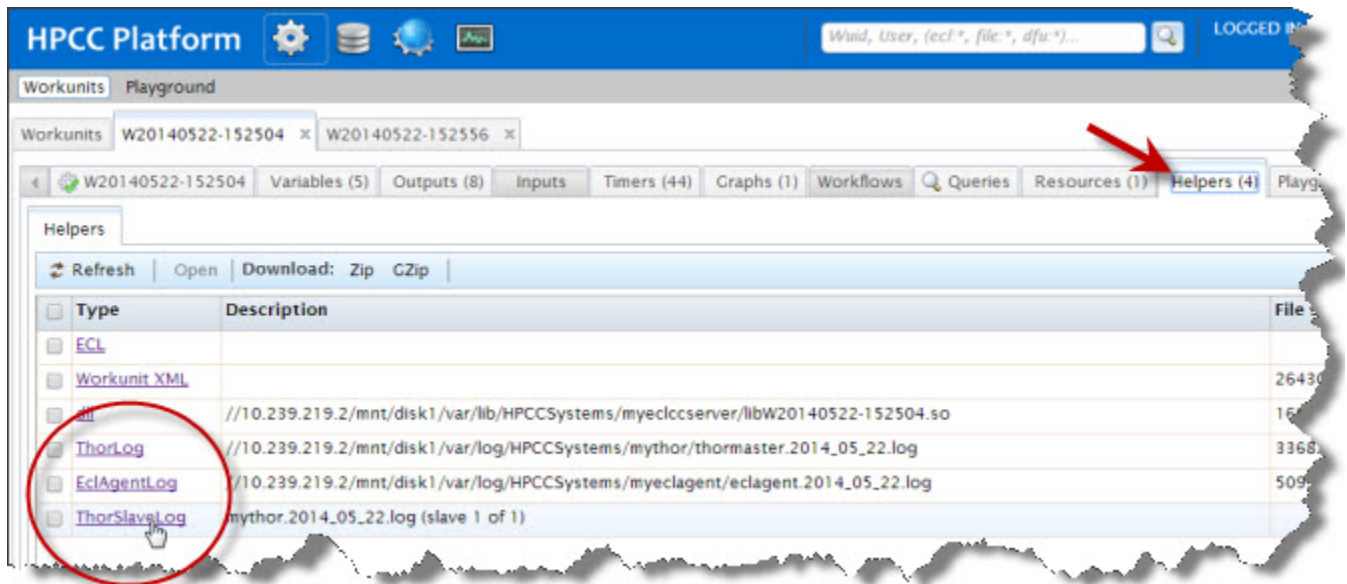 HPCC Platform Wuid, User, (ecl:*, file:*, dfu:*)... LOGGED
Workunits Playground
Workunits W20140522-152504 x W20140522-152556 x
W20140522-152504 Variables (5) Outputs (8) Inputs Timers (44) Graphs (1) Workflows Queries Resources (1) Helpers (4)
Helpers
Refresh Open Download: Zip GZip
Type Description File
ECL
Workunit XML 26430
dll //10.239.219.2/mnt/disk1/var/lib/HPCCSystems/myeclccserver/libW20140522-152504.so
ThorLog //10.239.219.2/mnt/disk1/var/log/HPCCSystems/mythor/thormaster.2014_05_22.log 3368
EclAgentLog //10.239.219.2/mnt/disk1/var/log/HPCCSystems/myeclagent/eclagent.2014_05_22.log 509
ThorSlaveLog mythor.2014_05_22.log (slave 1 of 1)